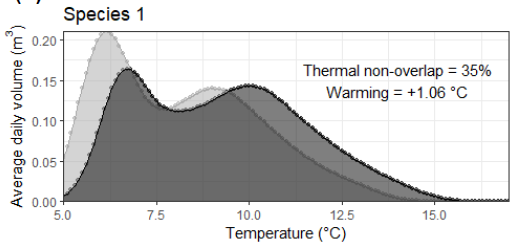 Species 1
Average daily volume (m³)
0.20
0.15
0.10
0.05
0.00
Thermal non-overlap = 35%
Warming = +1.06 °C
5.0 7.5 10.0 12.5 15.0
Temperature (°C)